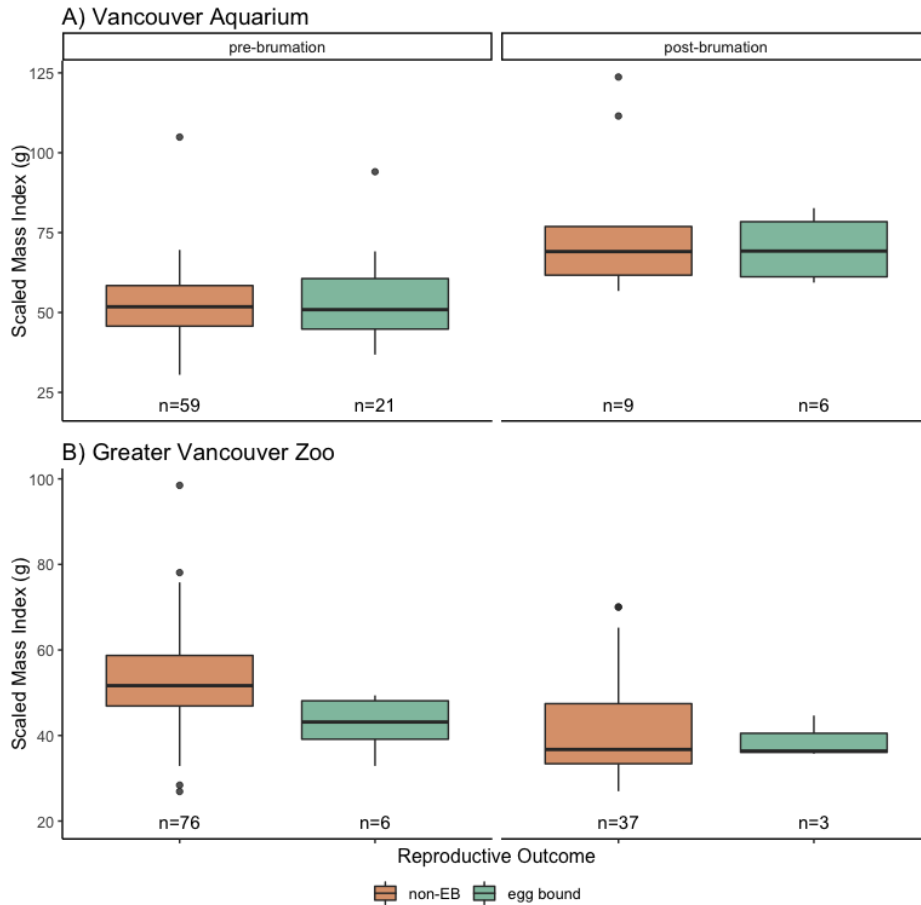 A) Vancouver Aquarium
pre-brumation post-brumation
125
100
75
50
25
Scaled Mass Index (g)
n=59 n=21 n=9 n=6
B) Greater Vancouver Zoo
100
80
60
40
20
Scaled Mass Index (g)
n=76 n=6 n=37 n=3
Reproductive Outcome
non-EB egg bound